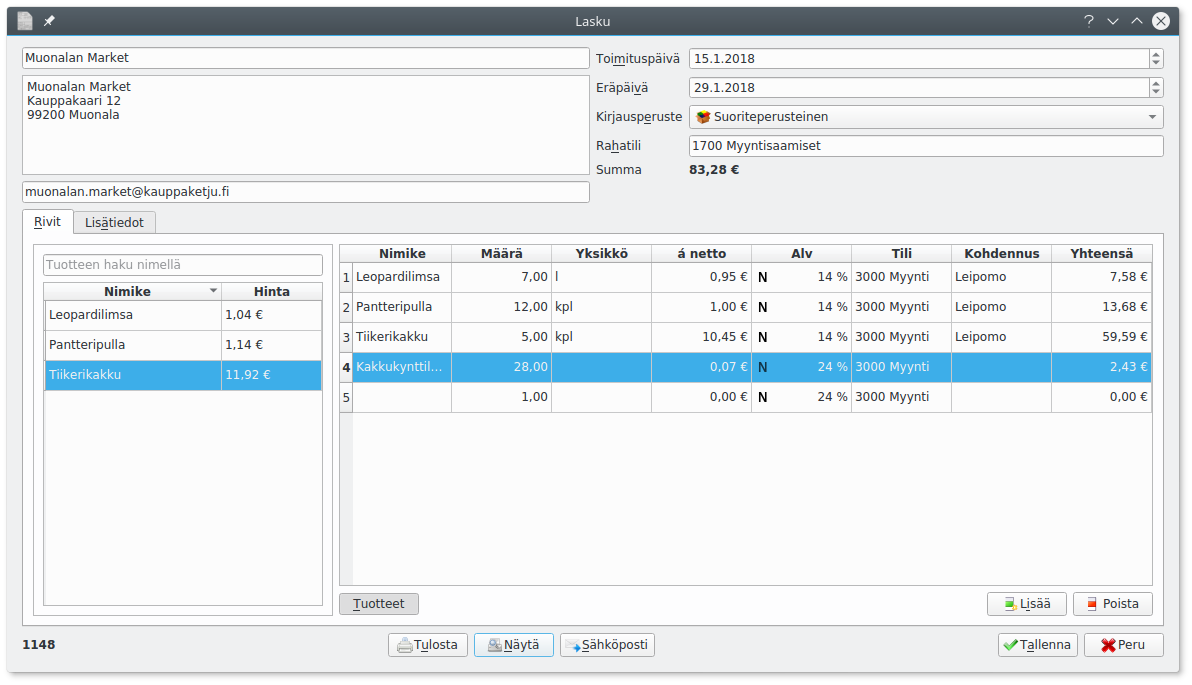 Lasku
Muonalan Market
Muonalan Market
Kauppakaari 12
99200 Muonala
muonalan.market@kauppaketju.fi
Toimituspäivä 15.1.2018
Eräpäivä 29.1.2018
Kirjausperuste Suoriteperusteinen
Rahatili 1700 Myyntisaamiset
Summa 83,28 €
Rivit Lisätiedot
Tuotteen haku nimellä
Nimike Hinta
Leopardilimsa 1,04 €
Pantteripulla 1,14 €
Tiikerikakku 11,92 €
Nimike Määrä Yksikkö á netto Alv Tili Kohdennus Yhteensä
1 Leopardilimsa 7,00 l 0,95 € N 14 % 3000 Myynti Leipomo 7,58 €
2 Pantteripulla 12,00 kpl 1,00 € N 14 % 3000 Myynti Leipomo 13,68 €
3 Tiikerikakku 5,00 kpl 10,45 € N 14 % 3000 Myynti Leipomo 59,59 €
4 Kakkukynttil... 28,00 0,07 € N 24 % 3000 Myynti 2,43 €
5 1,00 0,00 € N 24 % 3000 Myynti 0,00 €
Tuotteet Lisää Poista
1148 Tulosta Näytä Sähköposti Tallenna Peru